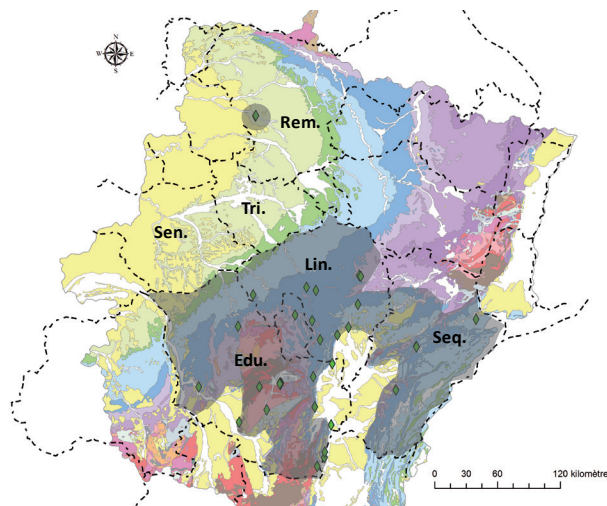 N
W E
S
Rem.
Tri.
Sen.
Lin.
Seq.
Edu.
0 30 60 120 kilomètre